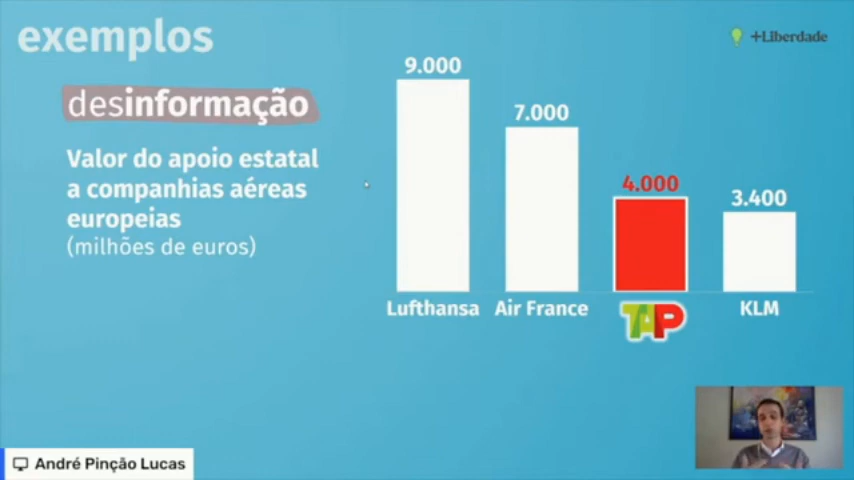 exemplos
+Liberdade
desinformação
Valor do apoio estatal
a companhias aéreas
europeias
(milhões de euros)
9.000
7.000
4.000
3.400
Lufthansa
Air France
TAP
KLM
André Pinção Lucas